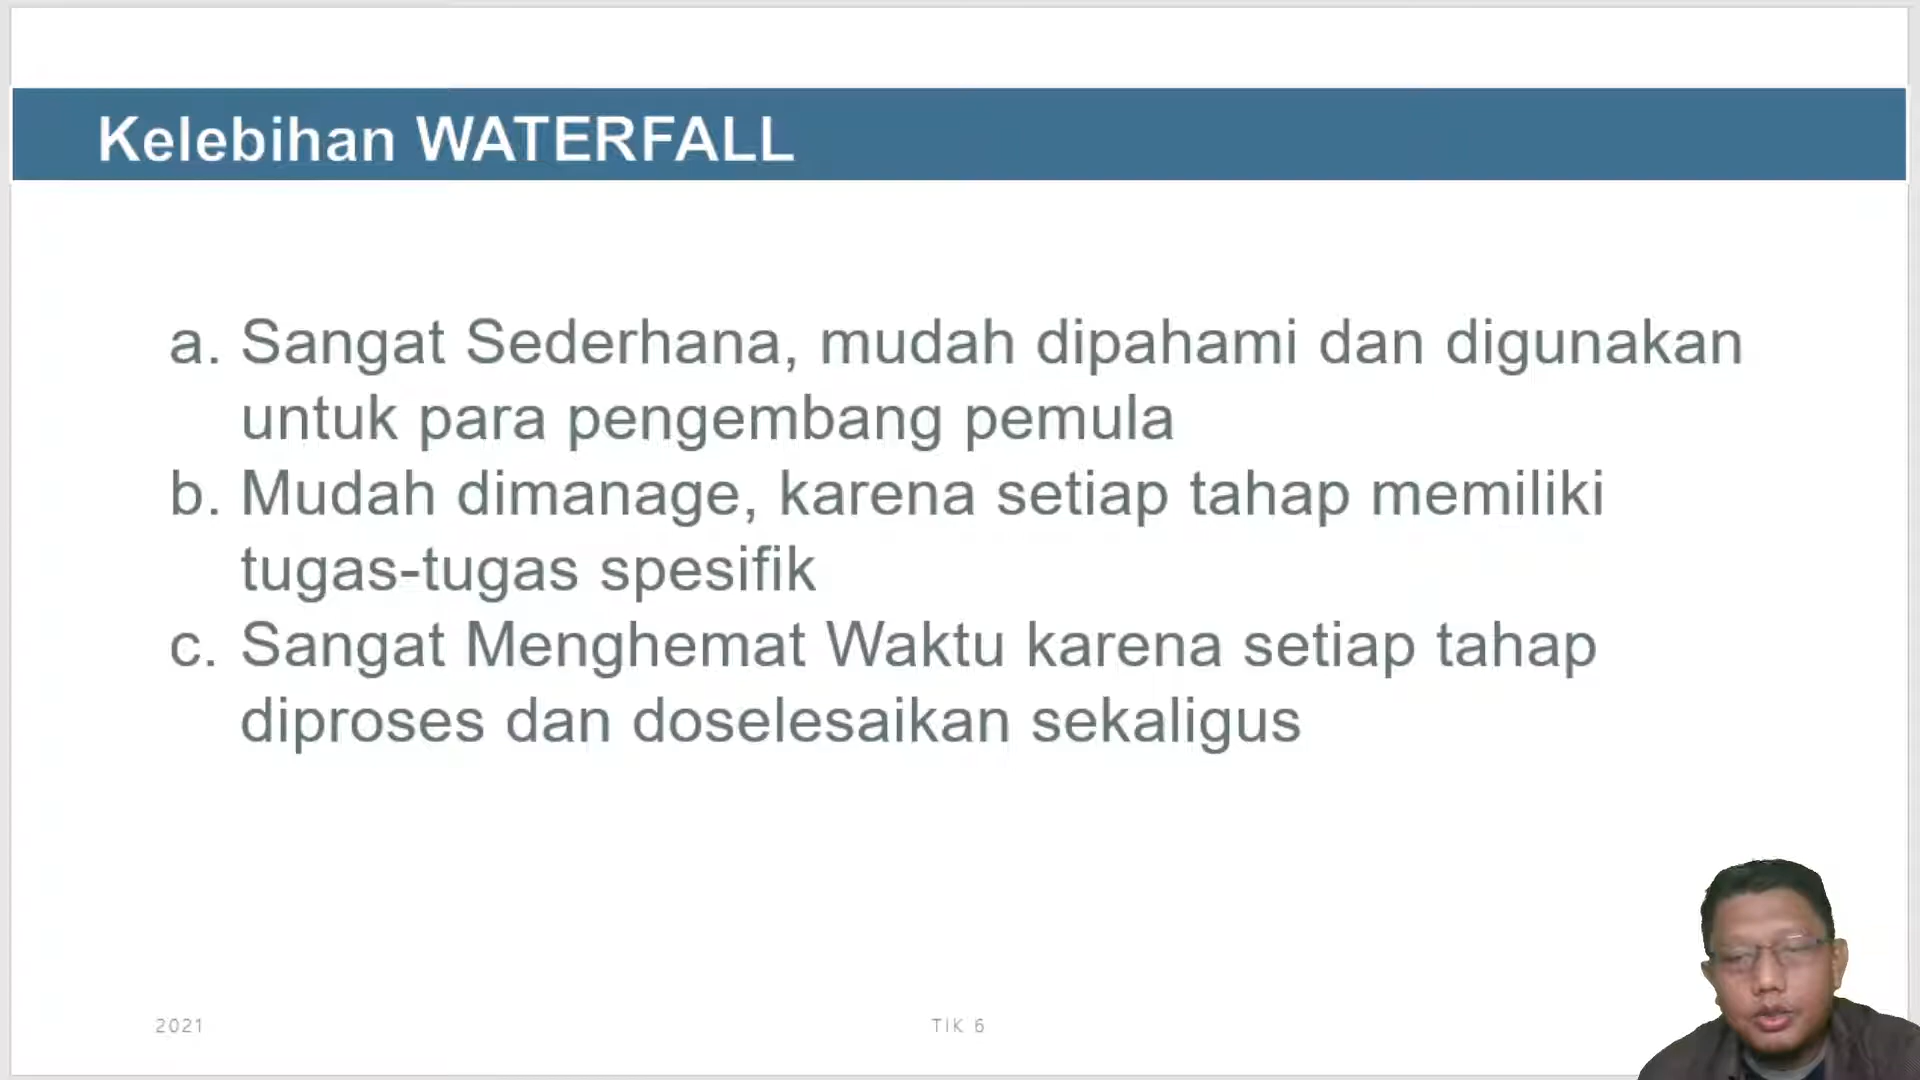 Kelebihan WATERFALL
a. Sangat Sederhana, mudah dipahami dan digunakan
untuk para pengembang pemula
b. Mudah dimanage, karena setiap tahap memiliki
tugas-tugas spesifik
c. Sangat Menghemat Waktu karena setiap tahap
diproses dan doselesaikan sekaligus
2021
TIK 6